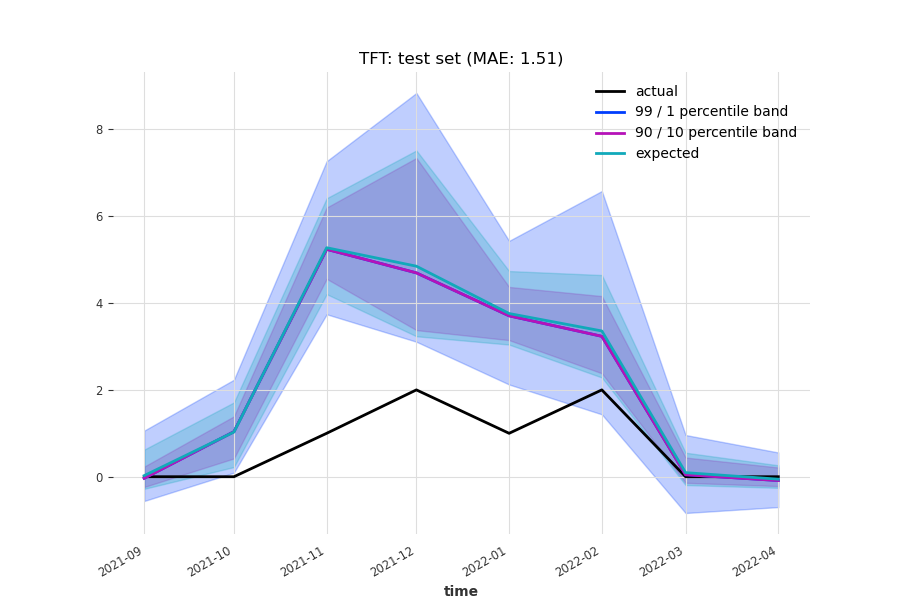 TFT: test set (MAE: 1.51)
actual
99 / 1 percentile band
90 / 10 percentile band
expected
8
6
4
2
0
2021-09
2021-10
2021-11
2021-12
2022-01
2022-02
2022-03
2022-04
time